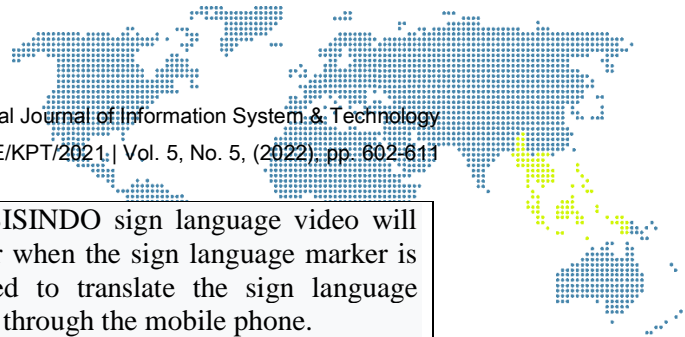 al Journal of Information System & Technology
E/KPT/2021 | Vol. 5, No. 5, (2022), pp. 602-611
ISINDO sign language video will
when the sign language marker is
to translate the sign language
through the mobile phone.